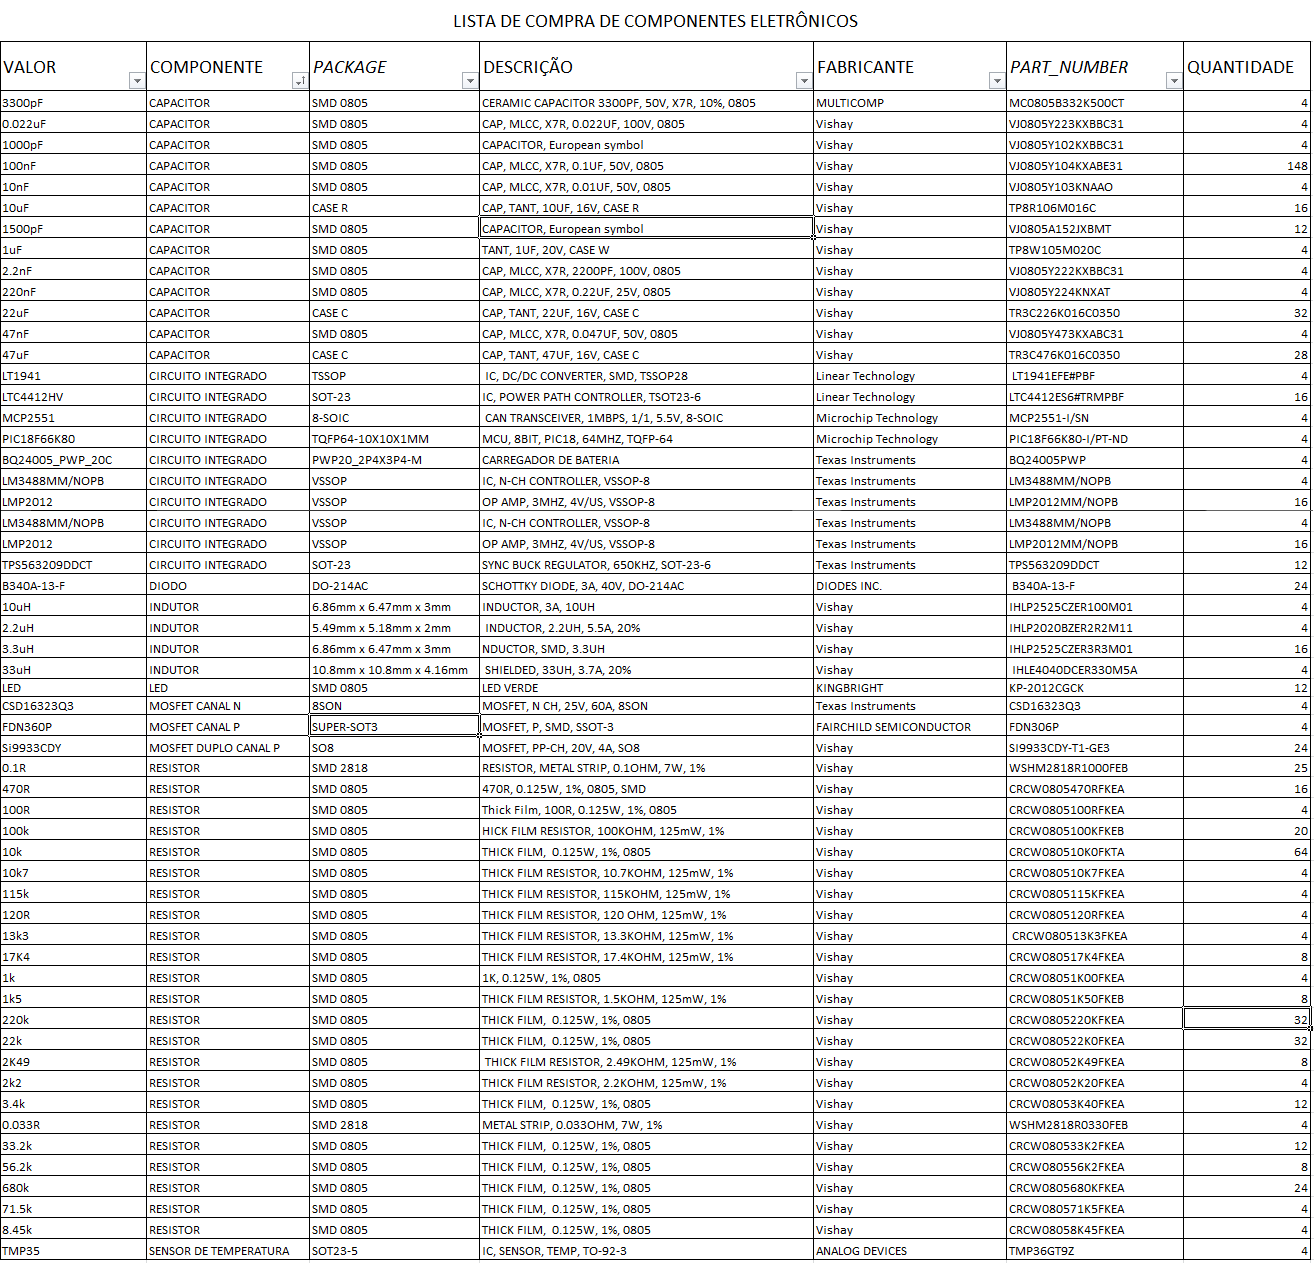 LISTA DE COMPRA DE COMPONENTES ELETRÔNICOS
VALOR COMPONENTE PACKAGE DESCRIÇÃO FABRICANTE PART_NUMBER QUANTIDADE
3300pF CAPACITOR SMD 0805 CERAMIC CAPACITOR 3300PF, 50V, X7R, 10%, 0805 MULTICOMP MC0805B332K500CT 4
0.022uF CAPACITOR SMD 0805 CAP, MLCC, X7R, 0.022UF, 100V, 0805 Vishay VJ0805Y223KXBBC31 4
1000pF CAPACITOR SMD 0805 CAPACITOR, European symbol Vishay VJ0805Y102KXBBC31 4
100nF CAPACITOR SMD 0805 CAP, MLCC, X7R, 0.1UF, 50V, 0805 Vishay VJ0805Y104KXABE31 148
10nF CAPACITOR SMD 0805 CAP, MLCC, X7R, 0.01UF, 50V, 0805 Vishay VJ0805Y103KNAAO 4
10uF CAPACITOR CASE R CAP, TANT, 10UF, 16V, CASE R Vishay TP8R106M016C 16
1500pF CAPACITOR SMD 0805 CAPACITOR, European symbol Vishay VJ0805A152JXBMT 12
1uF CAPACITOR SMD 0805 TANT, 1UF, 20V, CASE W Vishay TP8W105M020C 4
2.2nF CAPACITOR SMD 0805 CAP, MLCC, X7R, 2200PF, 100V, 0805 Vishay VJ0805Y222KXBBC31 4
220nF CAPACITOR SMD 0805 CAP, MLCC, X7R, 0.22UF, 25V, 0805 Vishay VJ0805Y224KNXAT 4
22uF CAPACITOR CASE C CAP, TANT, 22UF, 16V, CASE C Vishay TR3C226K016C0350 32
47nF CAPACITOR SMD 0805 CAP, MLCC, X7R, 0.047UF, 50V, 0805 Vishay VJ0805Y473KXABC31 4
47uF CAPACITOR CASE C CAP, TANT, 47UF, 16V, CASE C Vishay TR3C476K016C0350 28
LT1941 CIRCUITO INTEGRADO TSSOP IC, DC/DC CONVERTER, SMD, TSSOP28 Linear Technology LT1941EFE#PBF 4
LTC4412HV CIRCUITO INTEGRADO SOT-23 IC, POWER PATH CONTROLLER, TSOT23-6 Linear Technology LTC4412ES6#TRMPBF 16
MCP2551 CIRCUITO INTEGRADO 8-SOIC CAN TRANSCEIVER, 1MBPS, 1/1, 5.5V, 8-SOIC Microchip Technology MCP2551-I/SN 4
PIC18F66K80 CIRCUITO INTEGRADO TQFP64-10X10X1MM MCU, 8BIT, PIC18, 64MHZ, TQFP-64 Microchip Technology PIC18F66K80-I/PT-ND 4
BQ24005_PWP_20C CIRCUITO INTEGRADO PWP20_2P4X3P4-M CARREGADOR DE BATERIA Texas Instruments BQ24005PWP 4
LM3488MM/NOPB CIRCUITO INTEGRADO VSSOP IC, N-CH CONTROLLER, VSSOP-8 Texas Instruments LM3488MM/NOPB 4
LMP2012 CIRCUITO INTEGRADO VSSOP OP AMP, 3MHZ, 4V/US, VSSOP-8 Texas Instruments LMP2012MM/NOPB 16
LM3488MM/NOPB CIRCUITO INTEGRADO VSSOP IC, N-CH CONTROLLER, VSSOP-8 Texas Instruments LM3488MM/NOPB 4
LMP2012 CIRCUITO INTEGRADO VSSOP OP AMP, 3MHZ, 4V/US, VSSOP-8 Texas Instruments LMP2012MM/NOPB 16
TPS563209DDCT CIRCUITO INTEGRADO SOT-23 SYNC BUCK REGULATOR, 650KHZ, SOT-23-6 Texas Instruments TPS563209DDCT 12
B340A-13-F DIODO DO-214AC SCHOTTKY DIODE, 3A, 40V, DO-214AC DIODES INC. B340A-13-F 24
10uH INDUTOR 6.86mm x 6.47mm x 3mm INDUCTOR, 3A, 10UH Vishay IHLP2525CZER100M01 4
2.2uH INDUTOR 5.49mm x 5.18mm x 2mm INDUCTOR, 2.2UH, 5.5A, 20% Vishay IHLP2020BZER2R2M11 4
3.3uH INDUTOR 6.86mm x 6.47mm x 3mm NDUCTOR, SMD, 3.3UH Vishay IHLP2525CZER3R3M01 16
33uH INDUTOR 10.8mm x 10.8mm x 4.16mm SHIELDED, 33UH, 3.7A, 20% Vishay IHLE4040DCER330M5A 4
LED LED SMD 0805 LED VERDE KINGBRIGHT KP-2012CGCK 12
CSD16323Q3 MOSFET CANAL N 8SON MOSFET, N CH, 25V, 60A, 8SON Texas Instruments CSD16323Q3 4
FDN360P MOSFET CANAL P SUPER-SOT3 MOSFET, P, SMD, SSOT-3 FAIRCHILD SEMICONDUCTOR FDN306P 4
Si9933CDY MOSFET DUPLO CANAL P SO8 MOSFET, PP-CH, 20V, 4A, SO8 Vishay SI9933CDY-T1-GE3 24
0.1R RESISTOR SMD 2818 RESISTOR, METAL STRIP, 0.1OHM, 7W, 1% Vishay WSHM2818R1000FEB 25
470R RESISTOR SMD 0805 470R, 0.125W, 1%, 0805, SMD Vishay CRCW0805470RFKEA 16
100R RESISTOR SMD 0805 Thick Film, 100R, 0.125W, 1%, 0805 Vishay CRCW0805100RFKEA 4
100k RESISTOR SMD 0805 HICK FILM RESISTOR, 100KOHM, 125mW, 1% Vishay CRCW0805100KFKEB 20
10k RESISTOR SMD 0805 THICK FILM, 0.125W, 1%, 0805 Vishay CRCW080510K0FKTA 64
10k7 RESISTOR SMD 0805 THICK FILM RESISTOR, 10.7KOHM, 125mW, 1% Vishay CRCW080510K7FKEA 4
115k RESISTOR SMD 0805 THICK FILM RESISTOR, 115KOHM, 125mW, 1% Vishay CRCW0805115KFKEA 4
120R RESISTOR SMD 0805 THICK FILM RESISTOR, 120 OHM, 125mW, 1% Vishay CRCW0805120RFKEA 4
13k3 RESISTOR SMD 0805 THICK FILM RESISTOR, 13.3KOHM, 125mW, 1% Vishay CRCW080513K3FKEA 4
17K4 RESISTOR SMD 0805 THICK FILM RESISTOR, 17.4KOHM, 125mW, 1% Vishay CRCW080517K4FKEA 8
1k RESISTOR SMD 0805 1K, 0.125W, 1%, 0805 Vishay CRCW08051K00FKEA 4
1k5 RESISTOR SMD 0805 THICK FILM RESISTOR, 1.5KOHM, 125mW, 1% Vishay CRCW08051K50FKEB 8
220k RESISTOR SMD 0805 THICK FILM, 0.125W, 1%, 0805 Vishay CRCW0805220KFKEA 32
22k RESISTOR SMD 0805 THICK FILM, 0.125W, 1%, 0805 Vishay CRCW080522K0FKEA 32
2K49 RESISTOR SMD 0805 THICK FILM RESISTOR, 2.49KOHM, 125mW, 1% Vishay CRCW08052K49FKEA 8
2k2 RESISTOR SMD 0805 THICK FILM RESISTOR, 2.2KOHM, 125mW, 1% Vishay CRCW08052K20FKEA 4
3.4k RESISTOR SMD 0805 THICK FILM, 0.125W, 1%, 0805 Vishay CRCW08053K40FKEA 12
0.033R RESISTOR SMD 2818 METAL STRIP, 0.033OHM, 7W, 1% Vishay WSHM2818R0330FEB 4
33.2k RESISTOR SMD 0805 THICK FILM, 0.125W, 1%, 0805 Vishay CRCW080533K2FKEA 12
56.2k RESISTOR SMD 0805 THICK FILM, 0.125W, 1%, 0805 Vishay CRCW080556K2FKEA 8
680k RESISTOR SMD 0805 THICK FILM, 0.125W, 1%, 0805 Vishay CRCW0805680KFKEA 24
71.5k RESISTOR SMD 0805 THICK FILM, 0.125W, 1%, 0805 Vishay CRCW080571K5FKEA 4
8.45k RESISTOR SMD 0805 THICK FILM, 0.125W, 1%, 0805 Vishay CRCW08058K45FKEA 4
TMP35 SENSOR DE TEMPERATURA SOT23-5 IC, SENSOR, TEMP, TO-92-3 ANALOG DEVICES TMP36GT9Z 4